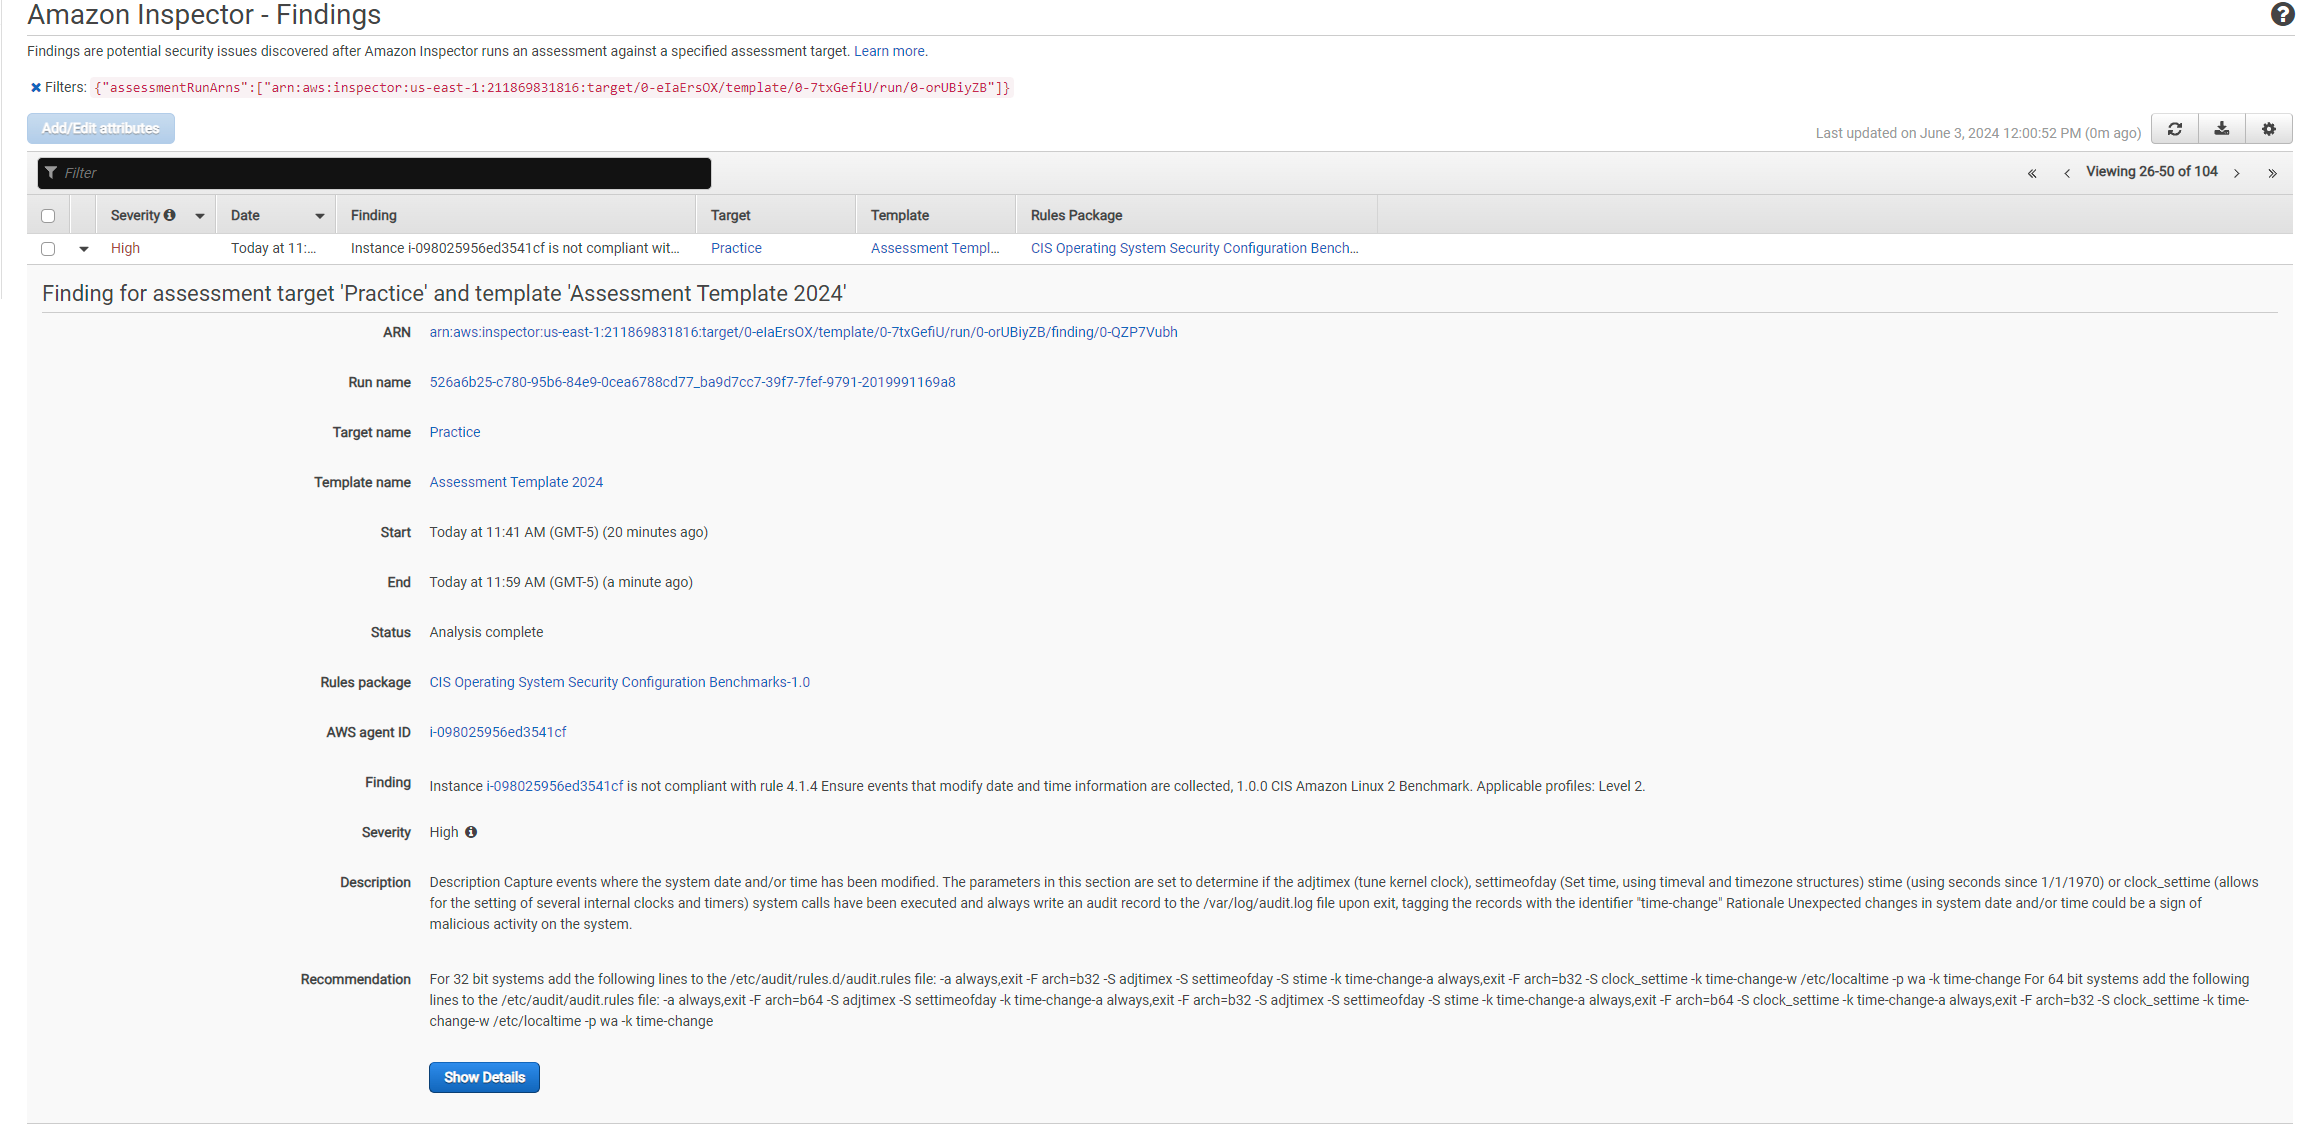 Amazon Inspector - Findings
Findings are potential security issues discovered after Amazon Inspector runs an assessment against a specified assessment target. Learn more.
Filters: {"assessmentRunArns":["arn:aws:inspector:us-east-1:211869831816:target/0-eIaErsOX/template/0-7txGefiU/run/0-orUBiyZB"]}
Add/Edit attributes
Last updated on June 3, 2024 12:00:52 PM (0m ago)
Filter
« ‹ Viewing 26-50 of 104 › »
Severity Date Finding Target Template Rules Package
High Today at 11:... Instance i-098025956ed3541cf is not compliant wit... Practice Assessment Templ... CIS Operating System Security Configuration Bench...
Finding for assessment target 'Practice' and template 'Assessment Template 2024'
ARN arn:aws:inspector:us-east-1:211869831816:target/0-eIaErsOX/template/0-7txGefiU/run/0-orUBiyZB/finding/0-QZP7Vubh
Run name 526a6b25-c780-95b6-84e9-0cea6788cd77_ba9d7cc7-39f7-7fef-9791-2019991169a8
Target name Practice
Template name Assessment Template 2024
Start Today at 11:41 AM (GMT-5) (20 minutes ago)
End Today at 11:59 AM (GMT-5) (a minute ago)
Status Analysis complete
Rules package CIS Operating System Security Configuration Benchmarks-1.0
AWS agent ID i-098025956ed3541cf
Finding Instance i-098025956ed3541cf is not compliant with rule 4.1.4 Ensure events that modify date and time information are collected, 1.0.0 CIS Amazon Linux 2 Benchmark. Applicable profiles: Level 2.
Severity High
Description Description Capture events where the system date and/or time has been modified. The parameters in this section are set to determine if the adjtimex (tune kernel clock), settimeofday (Set time, using timeval and timezone structures) stime (using seconds since 1/1/1970) or clock_settime (allows
for the setting of several internal clocks and timers) system calls have been executed and always write an audit record to the /var/log/audit.log file upon exit, tagging the records with the identifier "time-change" Rationale Unexpected changes in system date and/or time could be a sign of
malicious activity on the system.
Recommendation For 32 bit systems add the following lines to the /etc/audit/rules.d/audit.rules file: -a always,exit -F arch=b32 -S adjtimex -S settimeofday -S stime -k time-change-a always,exit -F arch=b32 -S clock_settime -k time-change-w /etc/localtime -p wa -k time-change For 64 bit systems add the following
lines to the /etc/audit/audit.rules file: -a always,exit -F arch=b64 -S adjtimex -S settimeofday -k time-change-a always,exit -F arch=b32 -S adjtimex -S settimeofday -S stime -k time-change-a always,exit -F arch=b64 -S clock_settime -k time-change-a always,exit -F arch=b32 -S clock_settime -k time-
change-w /etc/localtime -p wa -k time-change
Show Details